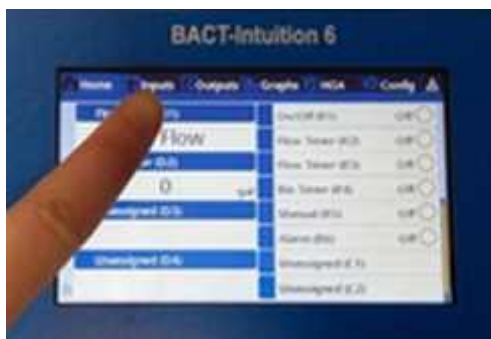 BACT-Intuition 6
Home Inputs Outputs Graphs HOA Config
Flow
On/Off (R1) Off
Flow Timer (R2) Off
Flow Timer (R3) Off
Bio Timer (R4) Off
Manual (R5) Off
Alarm (R6) Off
0
Unassigned (D4)
Unassigned (C1)
Unassigned (C2)